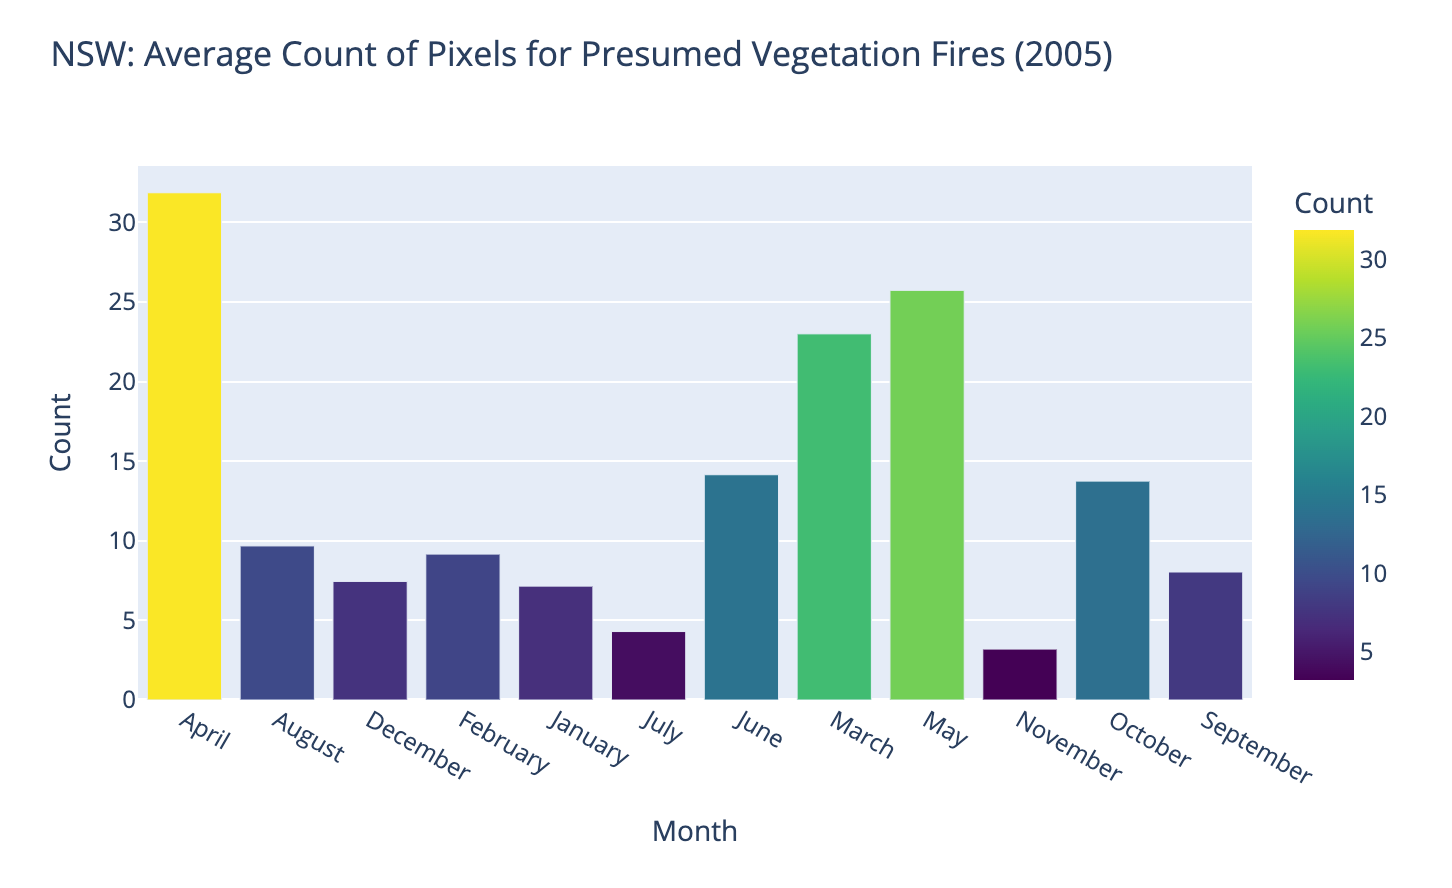 NSW: Average Count of Pixels for Presumed Vegetation Fires (2005)
Count
30
25
20
15
10
5
0
April
August
December
February
January
July
June
March
May
November
October
September
Month
Count
30
25
20
15
10
5